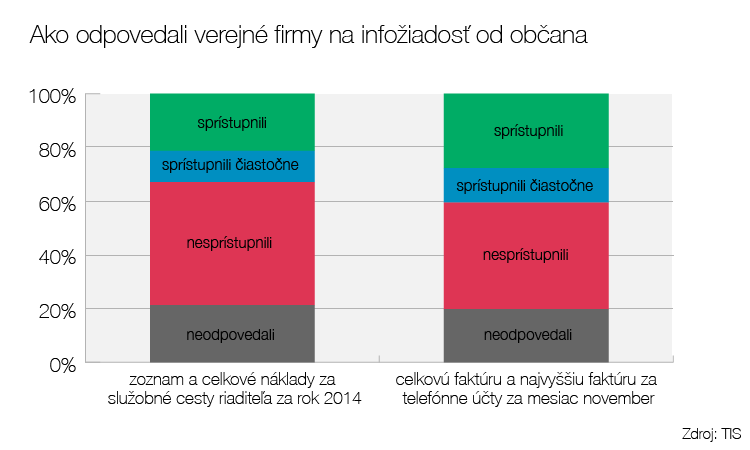 Ako odpovedali verejné firmy na infožiadosť od občana
100%
80%
60%
40%
20%
0%
sprístupnili
sprístupnili čiastočne
nesprístupnili
neodpovedali
sprístupnili
sprístupnili čiastočne
nesprístupnili
neodpovedali
zoznam a celkové náklady za
služobné cesty riaditeľa za rok 2014
celkovú faktúru a najvyššiu faktúru za
telefónne účty za mesiac november
Zdroj: TIS